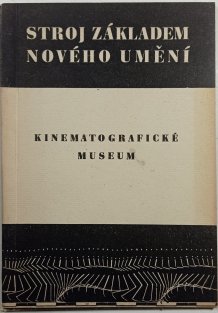 STROJ ZÁKLADEM
NOVÉHO UMĚNÍ
KINEMATOGRAFICKÉ
MUSEUM